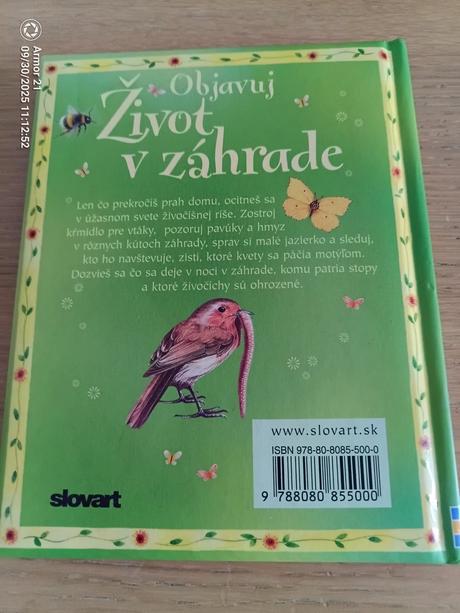 Armor 21
09/30/2025 11:12:52
Objavuj
Život
v záhrade
Len čo prekročíš prah domu, ocitneš sa
v úžasnom svete živočíšnej ríše. Zostroj
kŕmidlo pre vtáky, pozoruj pavúky a hmyz
v rôznych kútoch záhrady, sprav si malé jazierko a sleduj,
kto ho navštevuje, zisti, ktoré kvety sa páčia motýľom.
Dozvieš sa čo sa deje v noci v záhrade, komu patria stopy
a ktoré živočíchy sú ohrozené.
www.slovart.sk
ISBN 978-80-8085-500-0
9 788080 855000
slovart